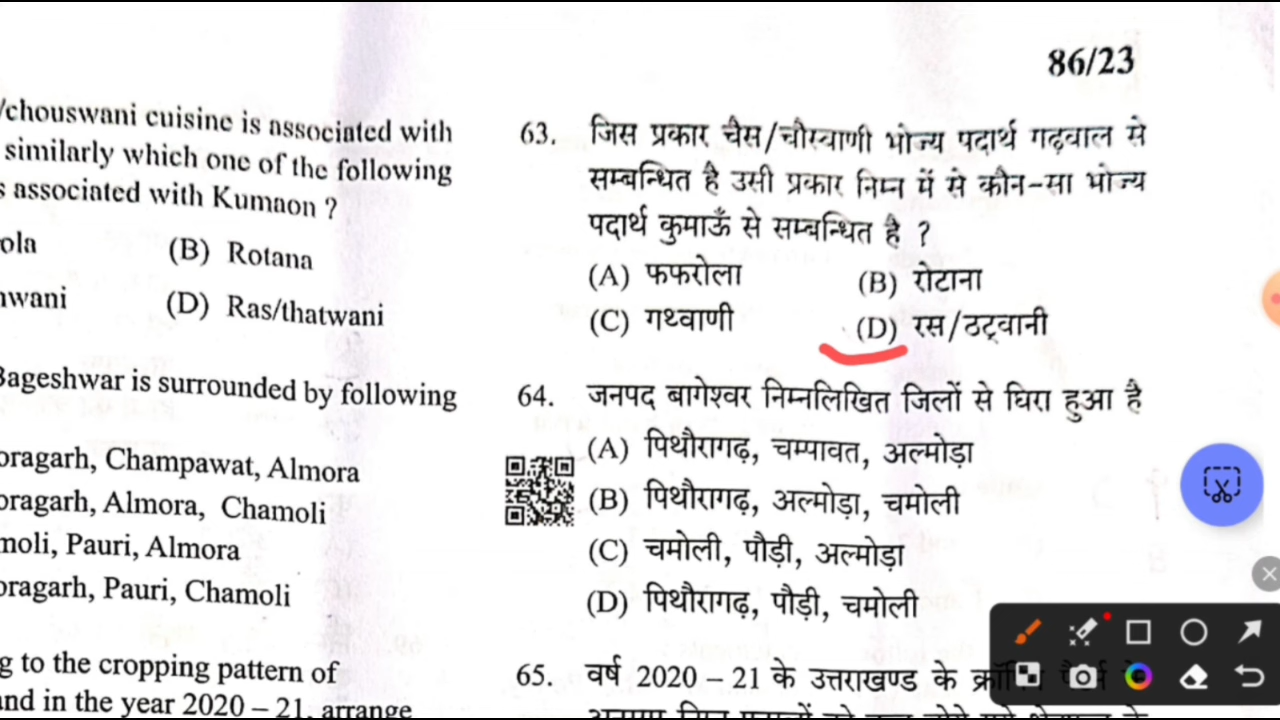 86/23
/chouswani cuisine is associated with
similarly which one of the following
s associated with Kumaon ?
ola (B) Rotana
wani (D) Ras/thatwani
Bageshwar is surrounded by following
oragarh, Champawat, Almora
oragarh, Almora, Chamoli
moli, Pauri, Almora
oragarh, Pauri, Chamoli
g to the cropping pattern of
and in the year 2020 – 21, arrange
63. जिस प्रकार चैस/चौस्वाणी भोज्य पदार्थ गढ़वाल से
सम्बन्धित है उसी प्रकार निम्न में से कौन-सा भोज्य
पदार्थ कुमाऊँ से सम्बन्धित है ?
(A) फफरोला (B) रोटाना
(C) गथ्वाणी (D) रस/ठट्वानी
64. जनपद बागेश्वर निम्नलिखित जिलों से घिरा हुआ है
(A) पिथौरागढ़, चम्पावत, अल्मोड़ा
(B) पिथौरागढ़, अल्मोड़ा, चमोली
(C) चमोली, पौड़ी, अल्मोड़ा
(D) पिथौरागढ़, पौड़ी, चमोली
65. वर्ष 2020 – 21 के उत्तराखण्ड के